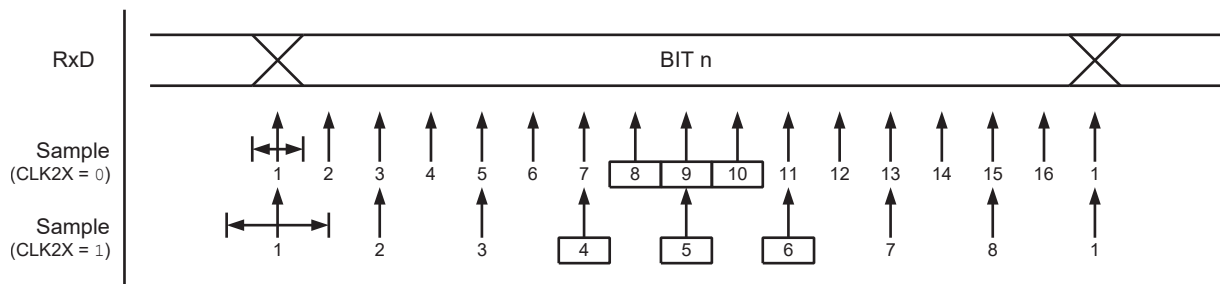 RxD BIT n
Sample
(CLK2X = 0)
1 2 3 4 5 6 7 8 9 10 11 12 13 14 15 16 1
Sample
(CLK2X = 1)
1 2 3 4 5 6 7 8 1